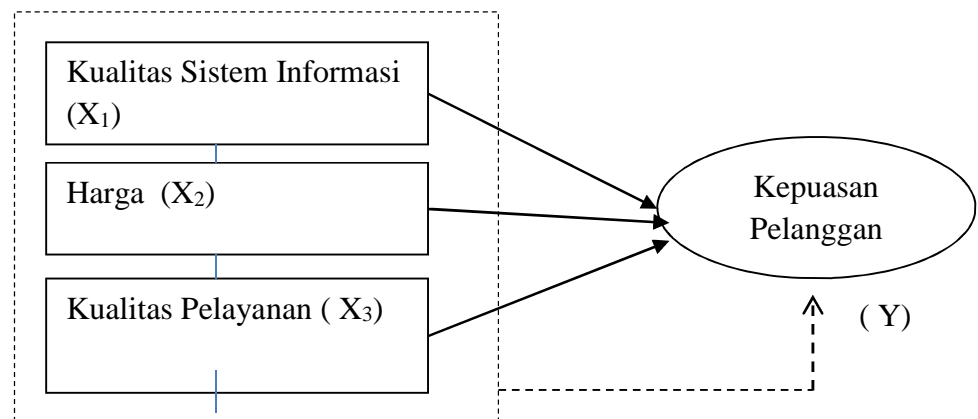 Kualitas Sistem Informasi
(X₁)
Harga (X₂)
Kualitas Pelayanan ( X₃)
Kepuasan
Pelanggan
( Y)